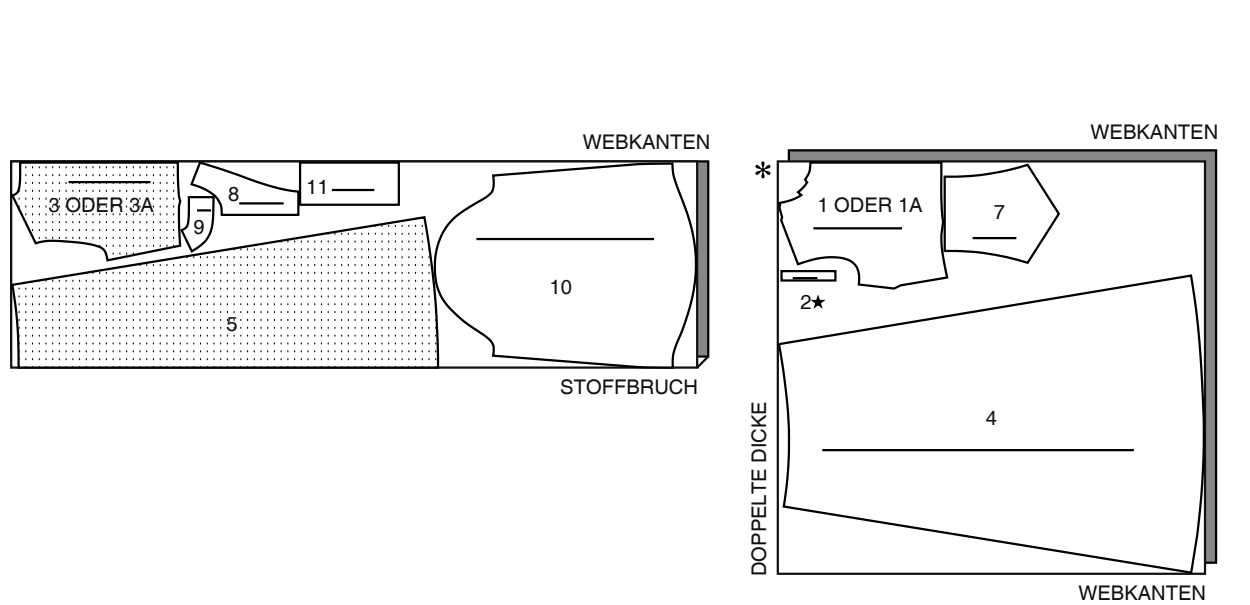 WEBKANTEN
3 ODER 3A
8
11
9
10
5
STOFFBRUCH
WEBKANTEN
*
1 ODER 1A
7
2★
4
DOPPELTE DICKE
WEBKANTEN